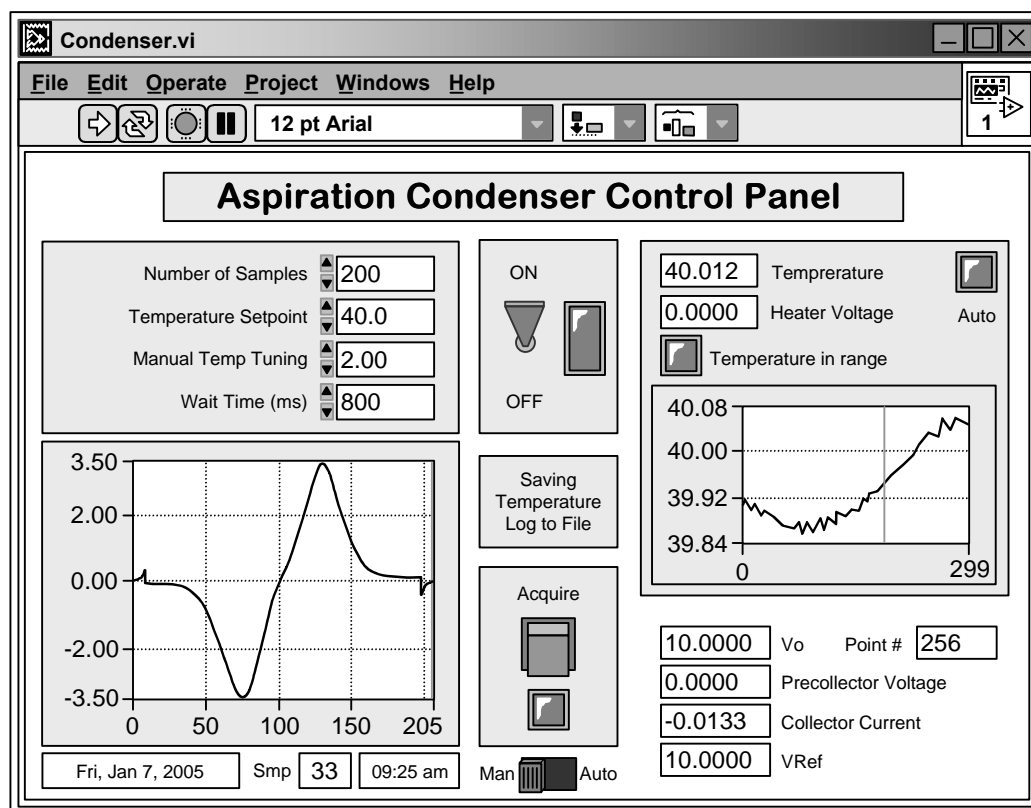 Condenser.vi
File Edit Operate Project Windows Help
12 pt Arial
1
Aspiration Condenser Control Panel
Number of Samples 200
Temperature Setpoint 40.0
Manual Temp Tuning 2.00
Wait Time (ms) 800
ON
OFF
40.012 Temprerature
0.0000 Heater Voltage
Auto
Temperature in range
40.08
40.00
39.92
39.84
0 299
3.50
2.00
0.00
-2.00
-3.50
0 50 100 150 205
Saving
Temperature
Log to File
Acquire
10.0000 Vo Point # 256
0.0000 Precollector Voltage
-0.0133 Collector Current
10.0000 VRef
Fri, Jan 7, 2005 Smp 33 09:25 am
Man Auto